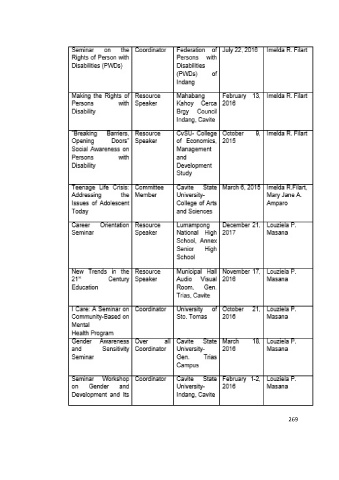 Seminar on the Rights of Person with Disabilities (PWDs) Coordinator Federation of Persons with Disabilities (PWDs) of Indang July 22, 2016 Imelda R. Filart
Making the Rights of Persons with Disability Resource Speaker Mahabang Kahoy Cerca Brgy Council Indang, Cavite February 13, 2016 Imelda R. Filart
"Breaking Barriers, Opening Doors" Social Awareness on Persons with Disability Resource Speaker CvSU- College of Economics, Management and Development Study October 9, 2015 Imelda R. Filart
Teenage Life Crisis: Addressing the Issues of Adolescent Today Committee Member Cavite State University- College of Arts and Sciences March 6, 2015 Imelda R.Filart, Mary Jane A. Amparo
Career Orientation Seminar Resource Speaker Lumampong National High School, Annex Senior High School December 21, 2017 Louziela P. Masana
New Trends in the 21st Century Education Resource Speaker Municipal Hall Audio Visual Room, Gen. Trias, Cavite November 17, 2016 Louziela P. Masana
I Care: A Seminar on Community-Based on Mental Health Program Coordinator University of Sto. Tomas October 21, 2016 Louziela P. Masana
Gender Awareness and Sensitivity Seminar Over all Coordinator Cavite State University- Gen. Trias Campus March 18, 2016 Louziela P. Masana
Seminar Workshop on Gender and Development and Its Coordinator Cavite State University- Indang, Cavite February 1-2, 2016 Louziela P. Masana
269